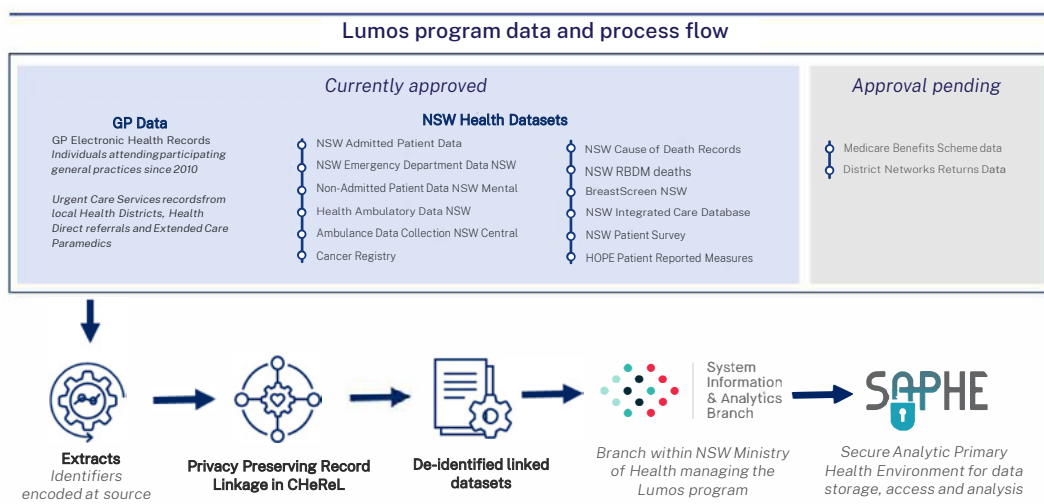 Lumos program data and process flow
Currently approved
GP Data
GP Electronic Health Records
Individuals attending participating
general practices since 2010
Urgent Care Services recordsfrom
local Health Districts, Health
Direct referrals and Extended Care
Paramedics
NSW Health Datasets
NSW Admitted Patient Data
NSW Emergency Department Data NSW
Non-Admitted Patient Data NSW Mental
Health Ambulatory Data NSW
Ambulance Data Collection NSW Central
Cancer Registry
NSW Cause of Death Records
NSW RBDM deaths
BreastScreen NSW
NSW Integrated Care Database
NSW Patient Survey
HOPE Patient Reported Measures
Approval pending
Medicare Benefits Scheme data
District Networks Returns Data
Extracts
Identifiers
encoded at source
Privacy Preserving Record
Linkage in CHeReL
De-identified linked
datasets
System
Information
& Analytics
Branch
Branch within NSW Ministry
of Health managing the
Lumos program
SAPHE
Secure Analytic Primary
Health Environment for data
storage, access and analysis